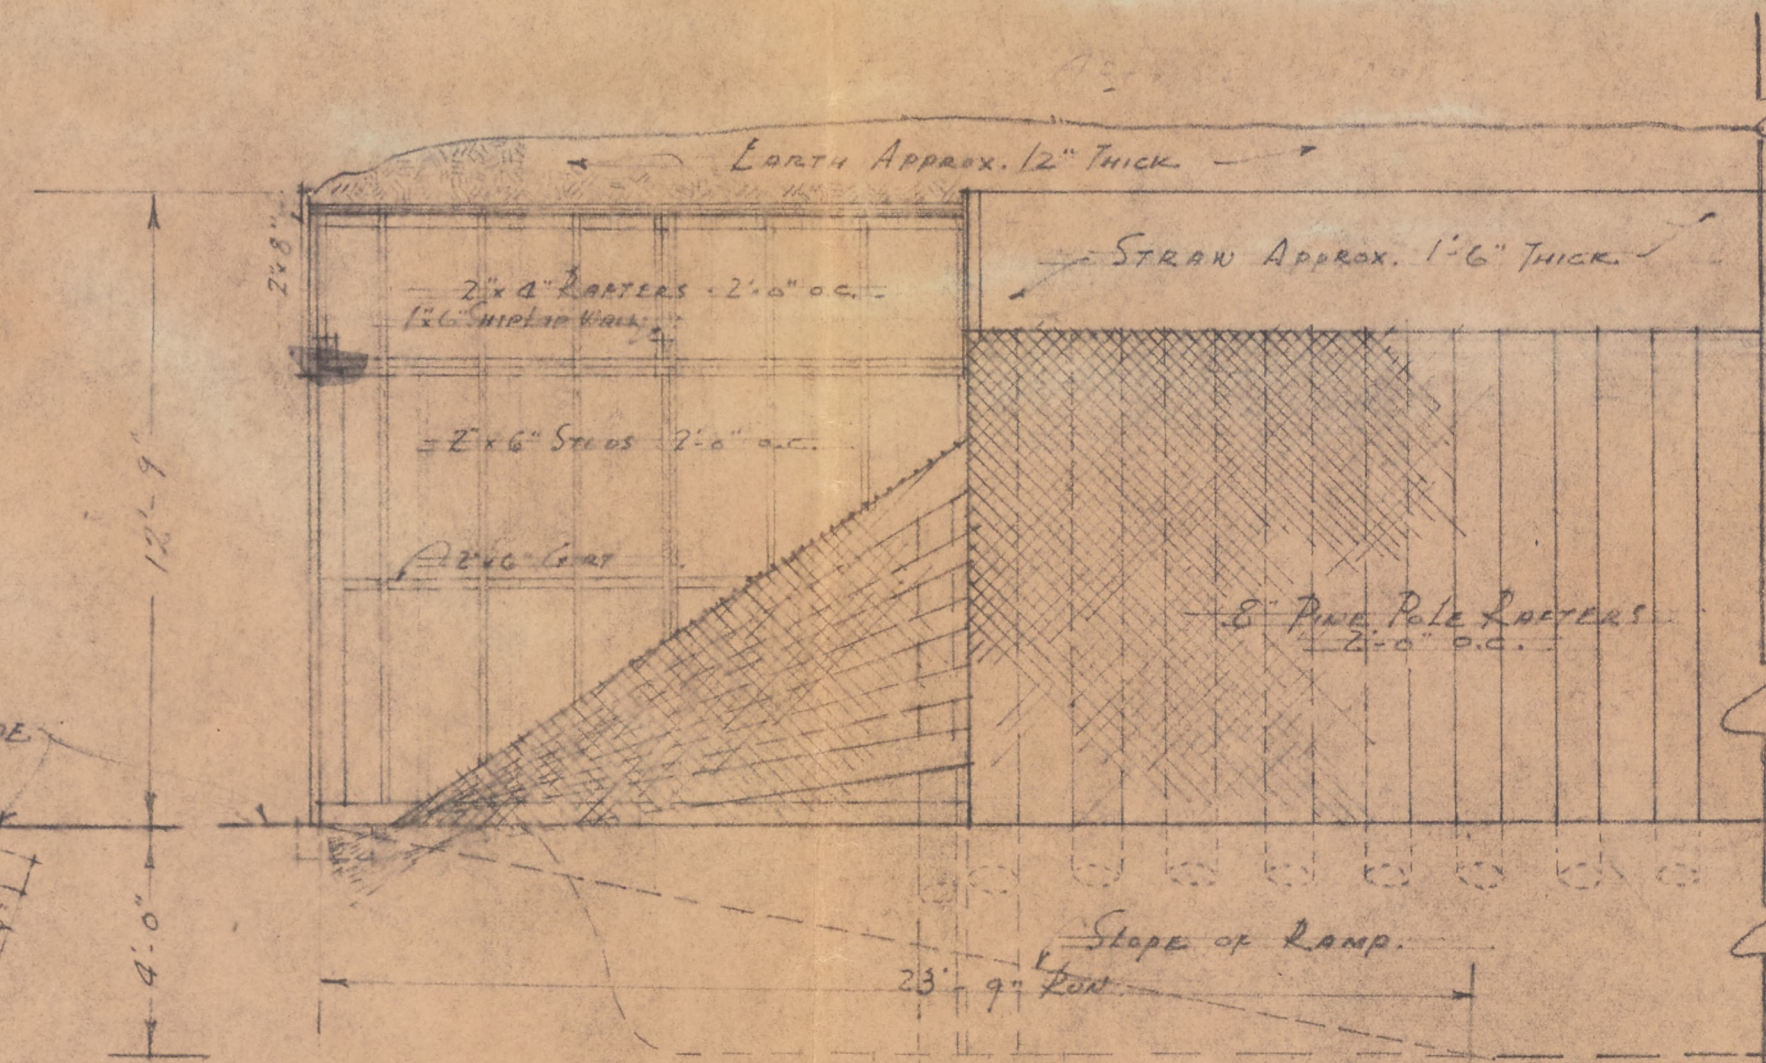 EARTH APPROX. 12" THICK
STRAW APPROX. 1'-6" THICK.
2"x8"
2"x4" RAFTERS - 2'-0" O.C.
1"x6" SHIPLAP WALL
2"x6" STUDS 2'-0" O.C.
12'-9"
2"x6" GIRT
8" PINE POLE RAFTERS
2'-0" O.C.
4'-0"
SLOPE OF RAMP.
23'-9" RUN